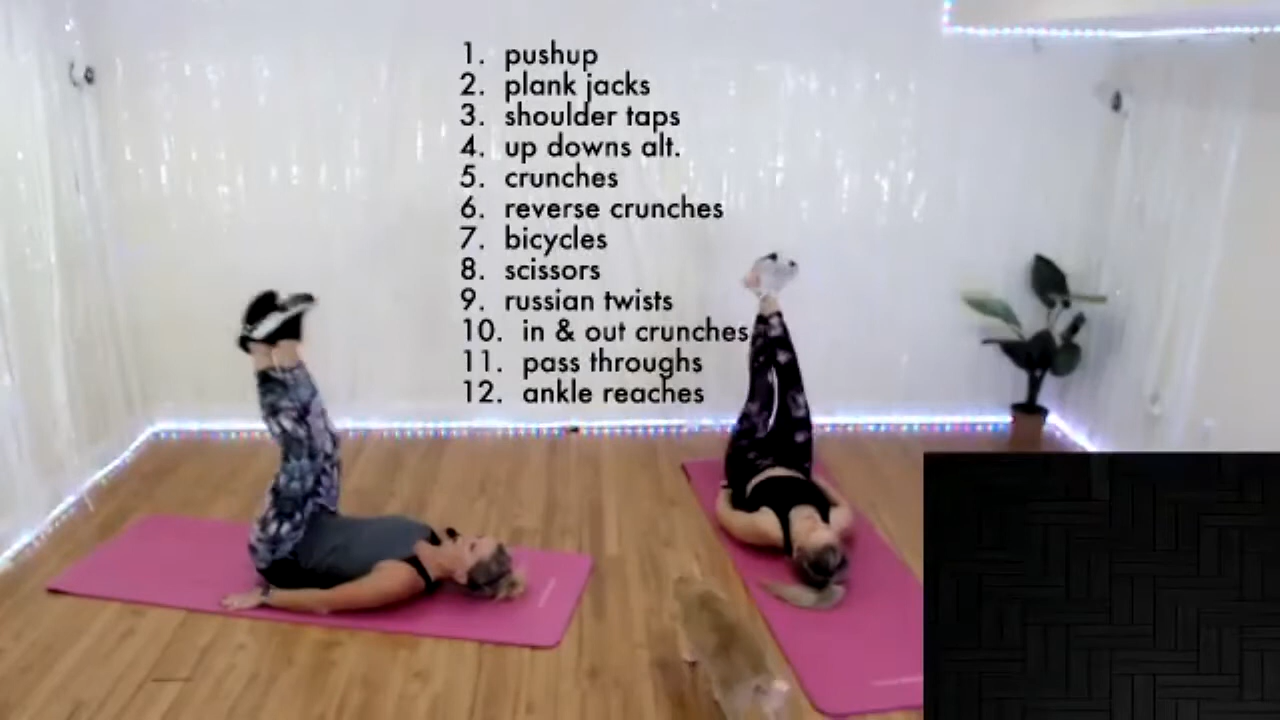 1. pushup
2. plank jacks
3. shoulder taps
4. up downs alt.
5. crunches
6. reverse crunches
7. bicycles
8. scissors
9. russian twists
10. in & out crunches
11. pass throughs
12. ankle reaches